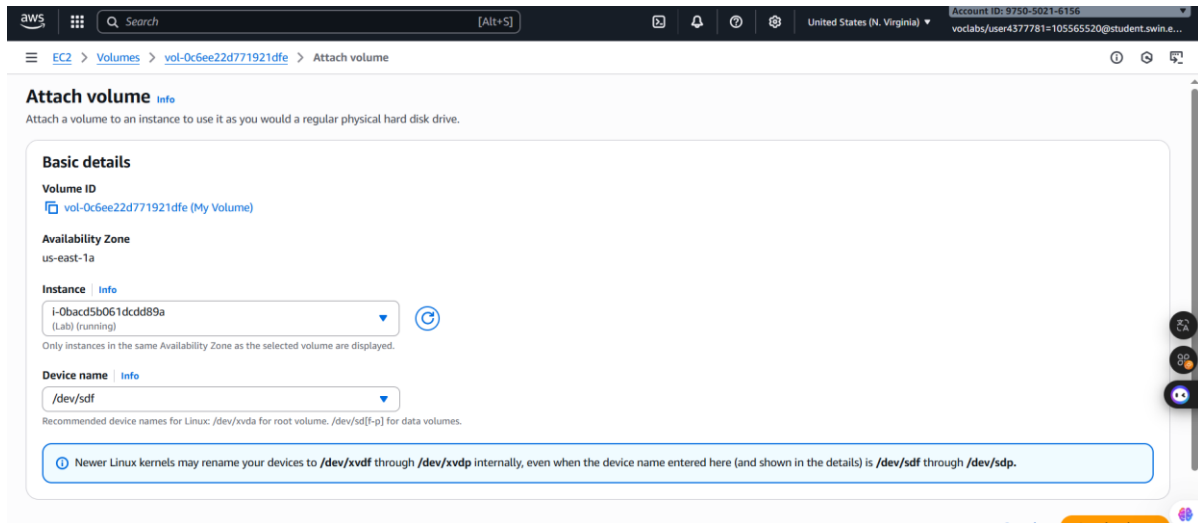 aws
Search [Alt+S]
United States (N. Virginia)
Account ID: 9750-5021-6156
voclabs/user4377781=105565520@student.swin.e...
EC2 > Volumes > vol-0c6ee22d771921dfe > Attach volume
Attach volume Info
Attach a volume to an instance to use it as you would a regular physical hard disk drive.
Basic details
Volume ID
vol-0c6ee22d771921dfe (My Volume)
Availability Zone
us-east-1a
Instance | Info
i-0bacd5b061dcdd89a
(Lab) (running)
Only instances in the same Availability Zone as the selected volume are displayed.
Device name | Info
/dev/sdf
Recommended device names for Linux: /dev/xvda for root volume. /dev/sd[f-p] for data volumes.
Newer Linux kernels may rename your devices to /dev/xvdf through /dev/xvdp internally, even when the device name entered here (and shown in the details) is /dev/sdf through /dev/sdp.